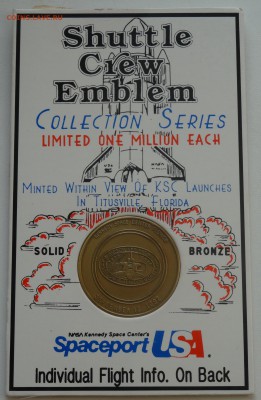 Shuttle
Crew
Emblem
COLLECTION SERIES
LIMITED ONE MILLION EACH
MINTED WITHIN VIEW OF KSC LAUNCHES
IN TITUSVILLE, FLORIDA
SOLID BRONZE
NASA Kennedy Space Center's
Spaceport USA
Individual Flight Info. On Back